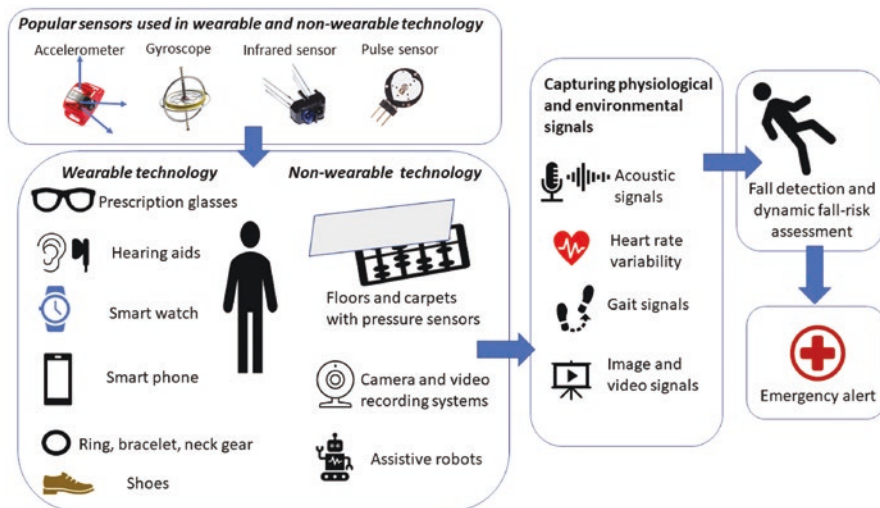 Popular sensors used in wearable and non-wearable technology
Accelerometer
Gyroscope
Infrared sensor
Pulse sensor
Wearable technology
Prescription glasses
Hearing aids
Smart watch
Smart phone
Ring, bracelet, neck gear
Shoes
Non-wearable technology
Floors and carpets
with pressure sensors
Camera and video
recording systems
Assistive robots
Capturing physiological
and environmental
signals
Acoustic
signals
Heart rate
variability
Gait signals
Image and
video signals
Fall detection and
dynamic fall-risk
assessment
Emergency alert